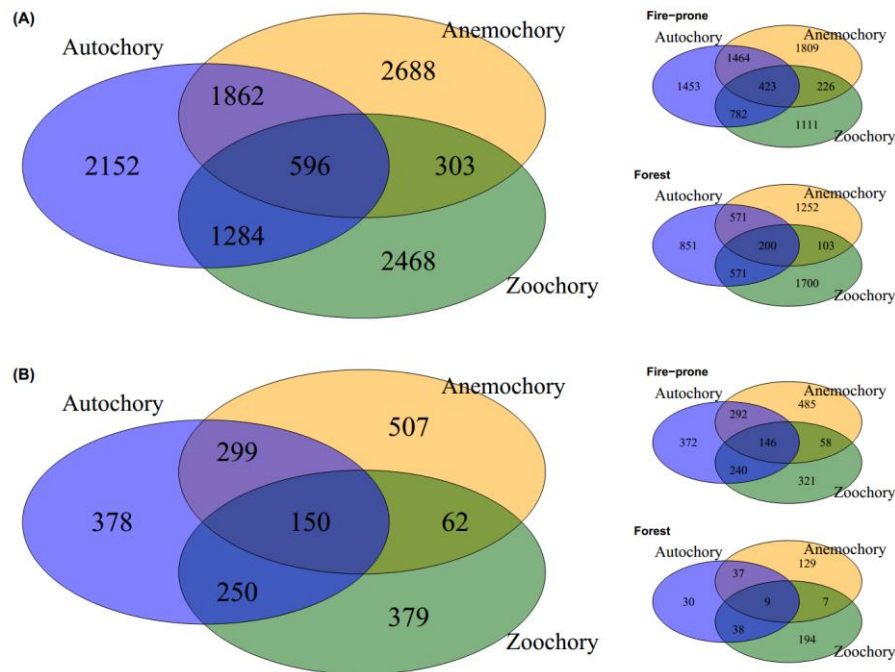 (A)
Autochory
Anemochory
2688
1862
2152
596
303
1284
2468
Zoochory
Fire−prone
Autochory
Anemochory
1809
1464
1453
423
226
782
1111
Zoochory
Forest
Autochory
Anemochory
1252
571
851
200
103
571
1700
Zoochory
(B)
Autochory
Anemochory
507
299
378
150
62
250
379
Zoochory
Fire−prone
Autochory
Anemochory
485
292
372
146
58
240
321
Zoochory
Forest
Autochory
Anemochory
129
37
30
9
7
38
194
Zoochory